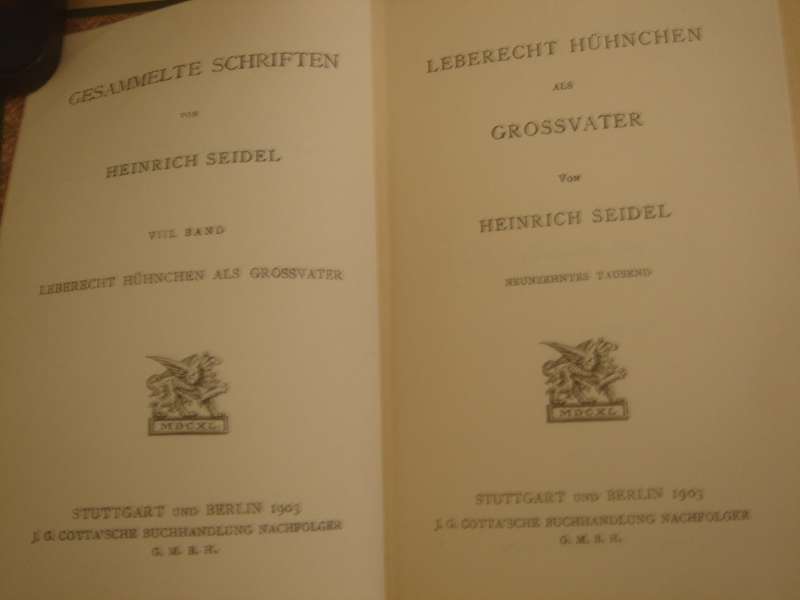 GESAMMELTE SCHRIFTEN
VON
HEINRICH SEIDEL
VIII. BAND
LEBERECHT HÜHNCHEN ALS GROSSVATER
MDCXL
STUTTGART UND BERLIN 1903
J. G. COTTA'SCHE BUCHHANDLUNG NACHFOLGER
G. M. B. H.
LEBERECHT HÜHNCHEN
ALS
GROSSVATER
VON
HEINRICH SEIDEL
NEUNZEHNTES TAUSEND
MDCXL
STUTTGART UND BERLIN 1903
J. G. COTTA'SCHE BUCHHANDLUNG NACHFOLGER
G. M. B. H.